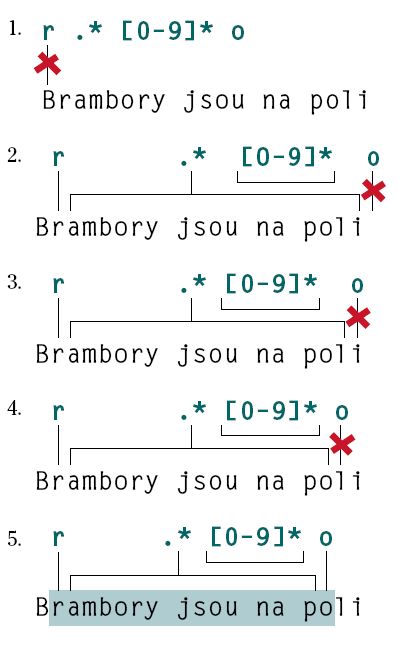 1. r .* [0-9]* o
Brambory jsou na poli
2. r .* [0-9]* o
Brambory jsou na poli
3. r .* [0-9]* o
Brambory jsou na poli
4. r .* [0-9]* o
Brambory jsou na poli
5. r .* [0-9]* o
Brambory jsou na poli